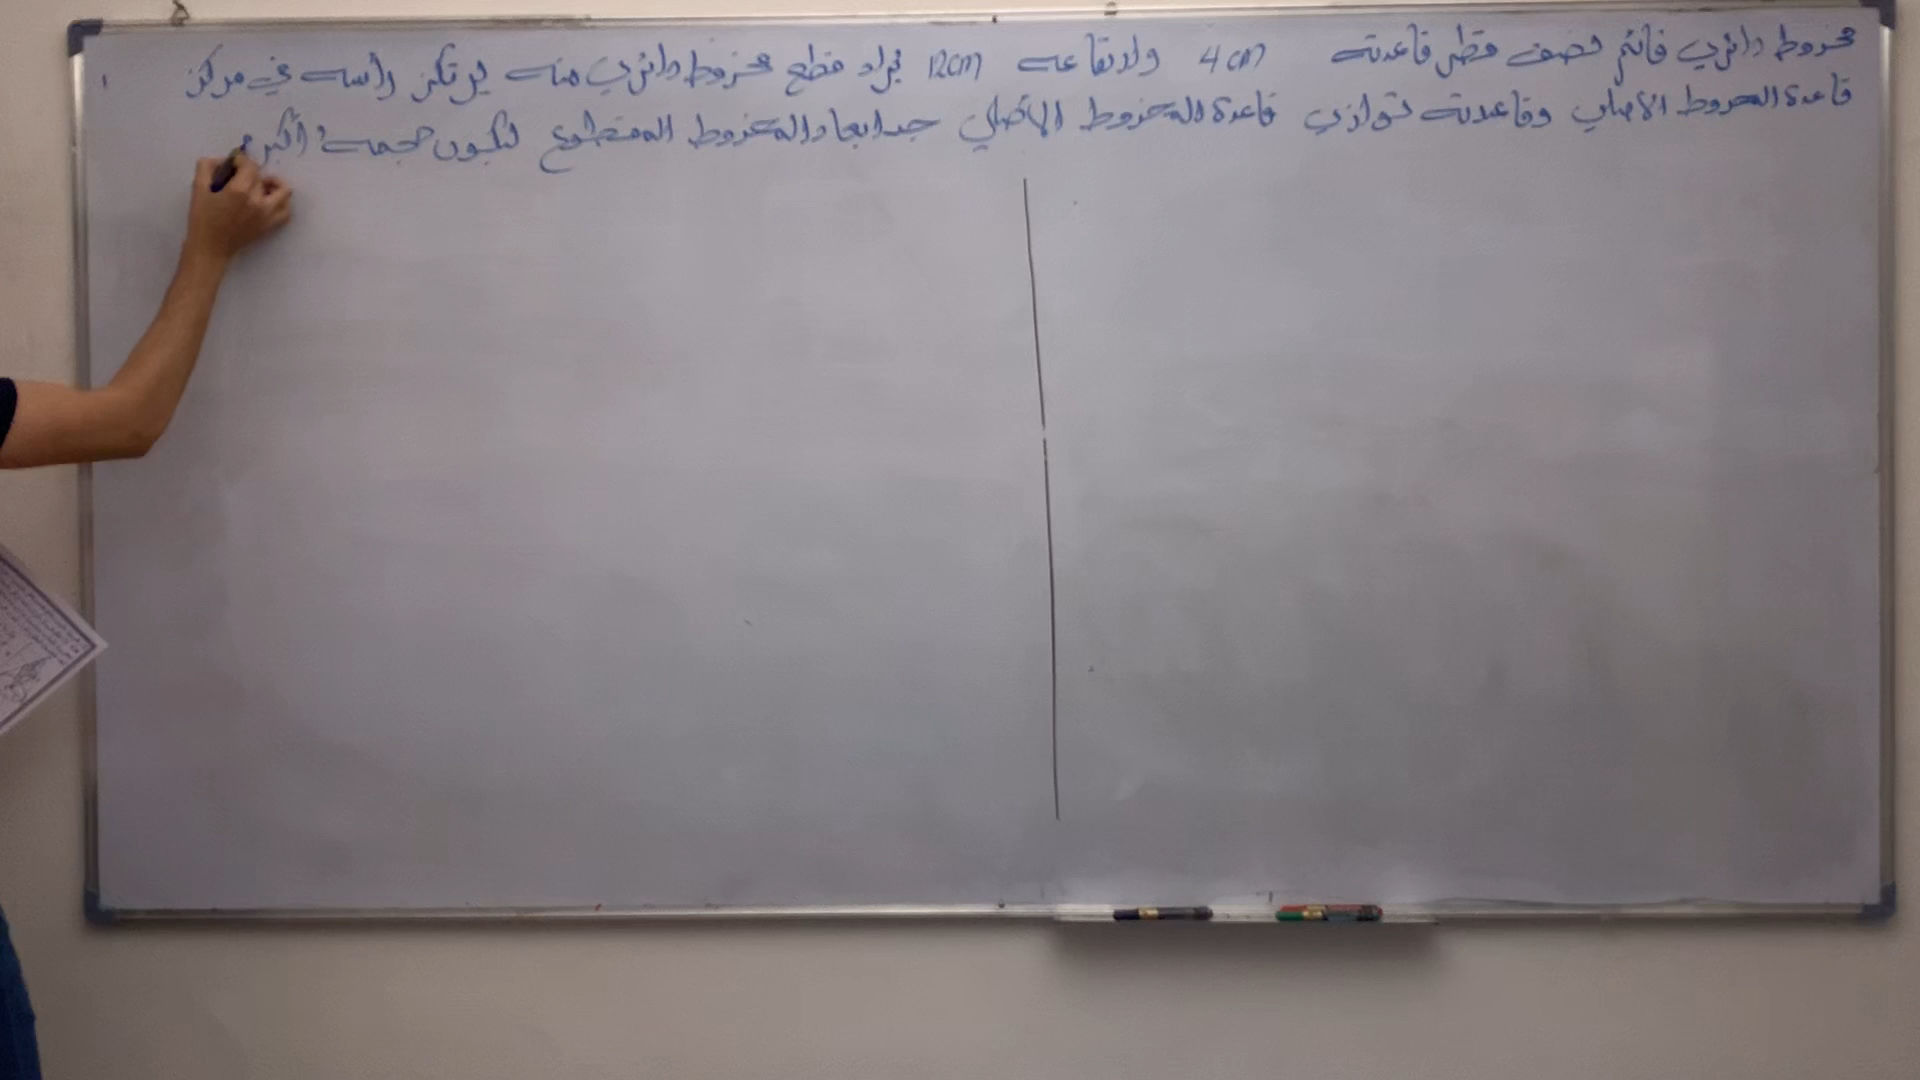 مخروط دائري قائم نصف قطر قاعدته 4cm وارتفاعه 12cm يراد قطع مخروط دائري منه يرتكز رأسه في مركز
قاعدة المخروط الأصلي وقاعدته توازي قاعدة المخروط الأصلي جد ابعاد المخروط المقطوع ليكون حجمه أكبر